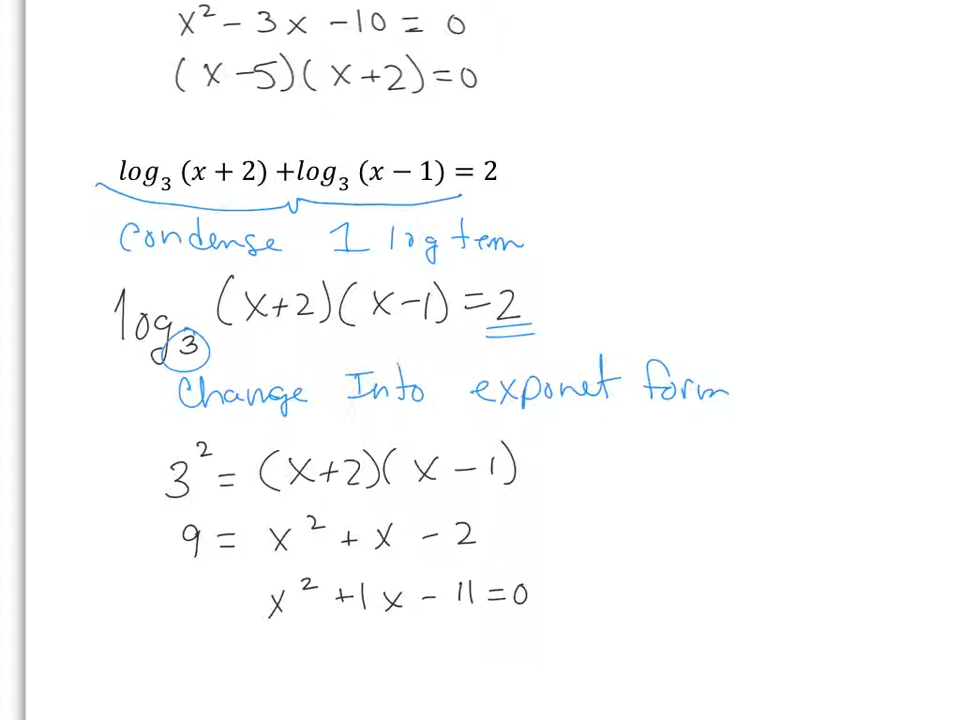 x² - 3x - 10 = 0
(x - 5)(x + 2) = 0
log₃ (x + 2) +log₃ (x − 1) = 2
Condense 1 log tem
log₃ (x+2)(x-1) = 2
Change Into exponet form
3² = (x+2)(x - 1)
9 = x² + x - 2
x² + 1x - 11 = 0